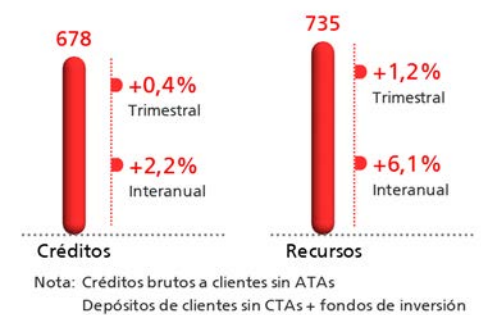 678
+0,4%
Trimestral
+2,2%
Interanual
Créditos
735
+1,2%
Trimestral
+6,1%
Interanual
Recursos
Nota: Créditos brutos a clientes sin ATAs
Depósitos de clientes sin CTAs + fondos de inversión